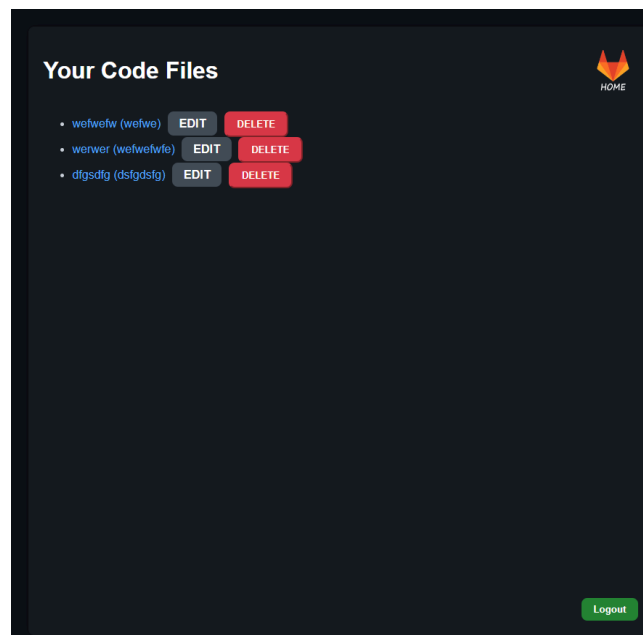 Your Code Files
HOME
wefwefw (wefwe) EDIT DELETE
werwer (wefwefwfe) EDIT DELETE
dfgsdfg (dsfgdsfg) EDIT DELETE
Logout